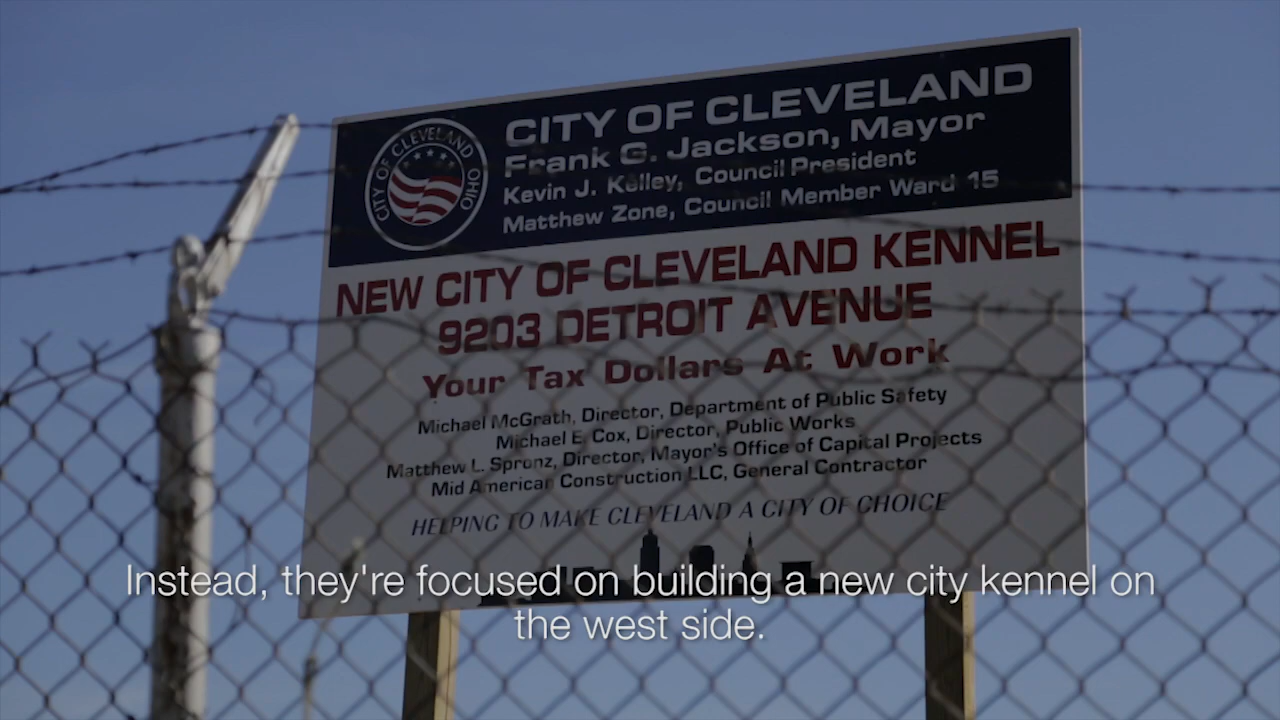 CITY OF CLEVELAND
Frank G. Jackson, Mayor
Kevin J. Kelley, Council President
Matthew Zone, Council Member Ward 15
CITY OF CLEVELAND OHIO
NEW CITY OF CLEVELAND KENNEL
9203 DETROIT AVENUE
Your Tax Dollars At Work
Michael McGrath, Director, Department of Public Safety
Michael E. Cox, Director, Public Works
Matthew L. Spronz, Director, Mayor's Office of Capital Projects
Mid American Construction LLC, General Contractor
HELPING TO MAKE CLEVELAND A CITY OF CHOICE
Instead, they're focused on building a new city kennel on
the west side.